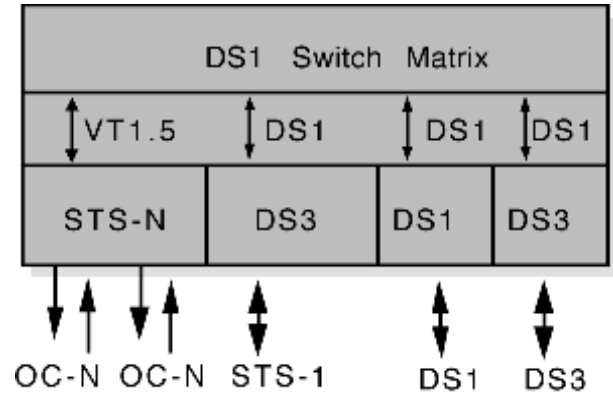 DS1 Switch Matrix
VT1.5 DS1 DS1 DS1
STS-N DS3 DS1 DS3
OC-N OC-N STS-1 DS1 DS3